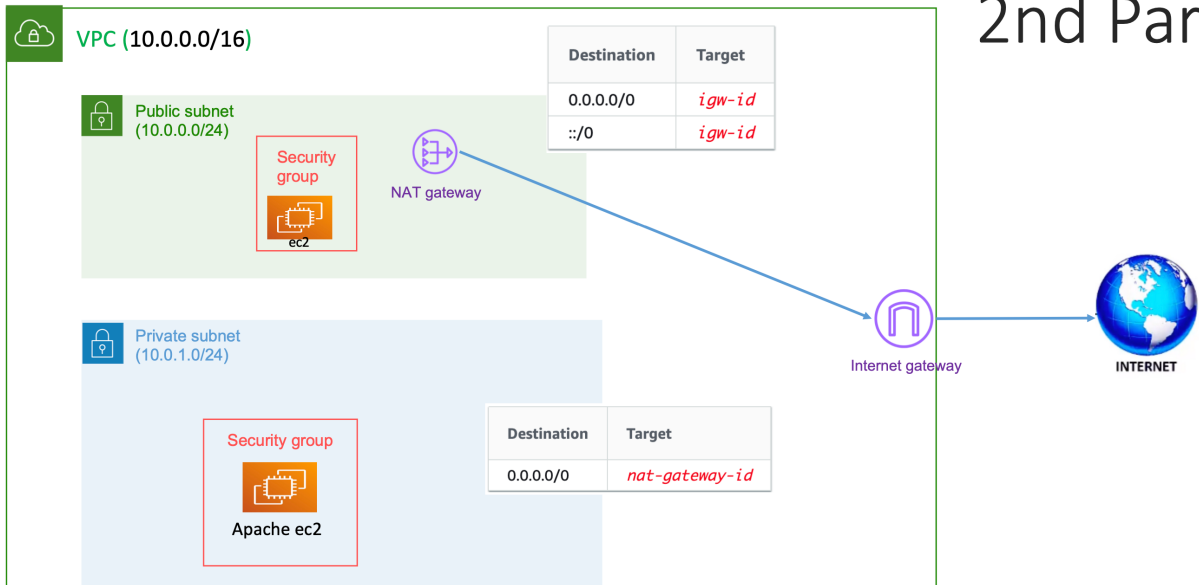 2nd Par
VPC (10.0.0.0/16)
Destination Target
0.0.0.0/0 igw-id
::/0 igw-id
Public subnet
(10.0.0.0/24)
Security
group
ec2
NAT gateway
Internet gateway
INTERNET
Private subnet
(10.0.1.0/24)
Destination Target
0.0.0.0/0 nat-gateway-id
Security group
Apache ec2